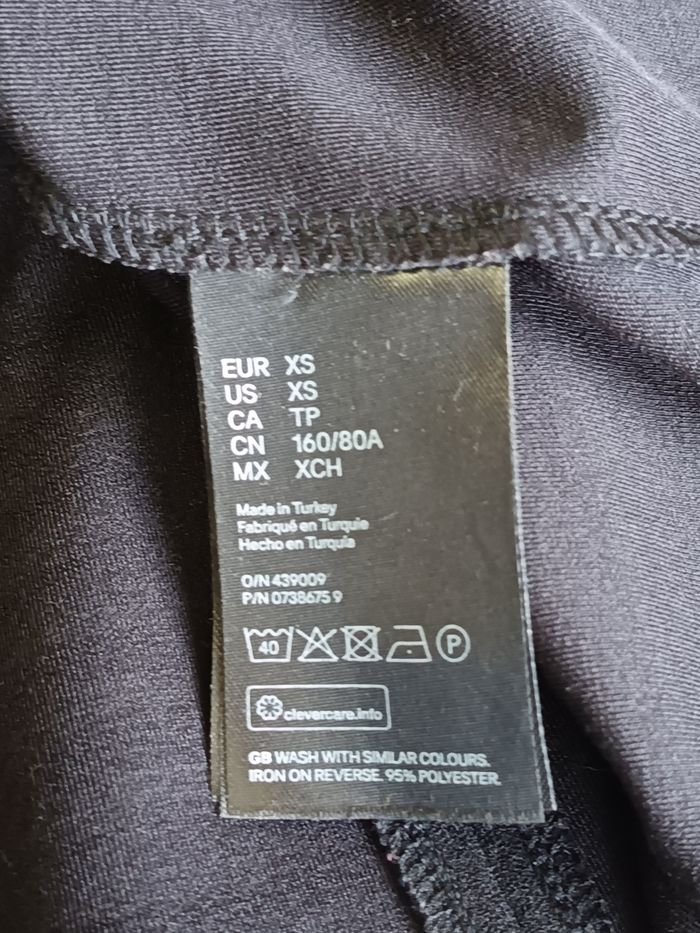 EUR XS
US XS
CA TP
CN 160/80A
MX XCH
Made in Turkey
Fabriqué en Turquie
Hecho en Turquía
O/N 439009
P/N 0738675 9
40 P
clevercare.info
GB WASH WITH SIMILAR COLOURS.
IRON ON REVERSE. 95% POLYESTER